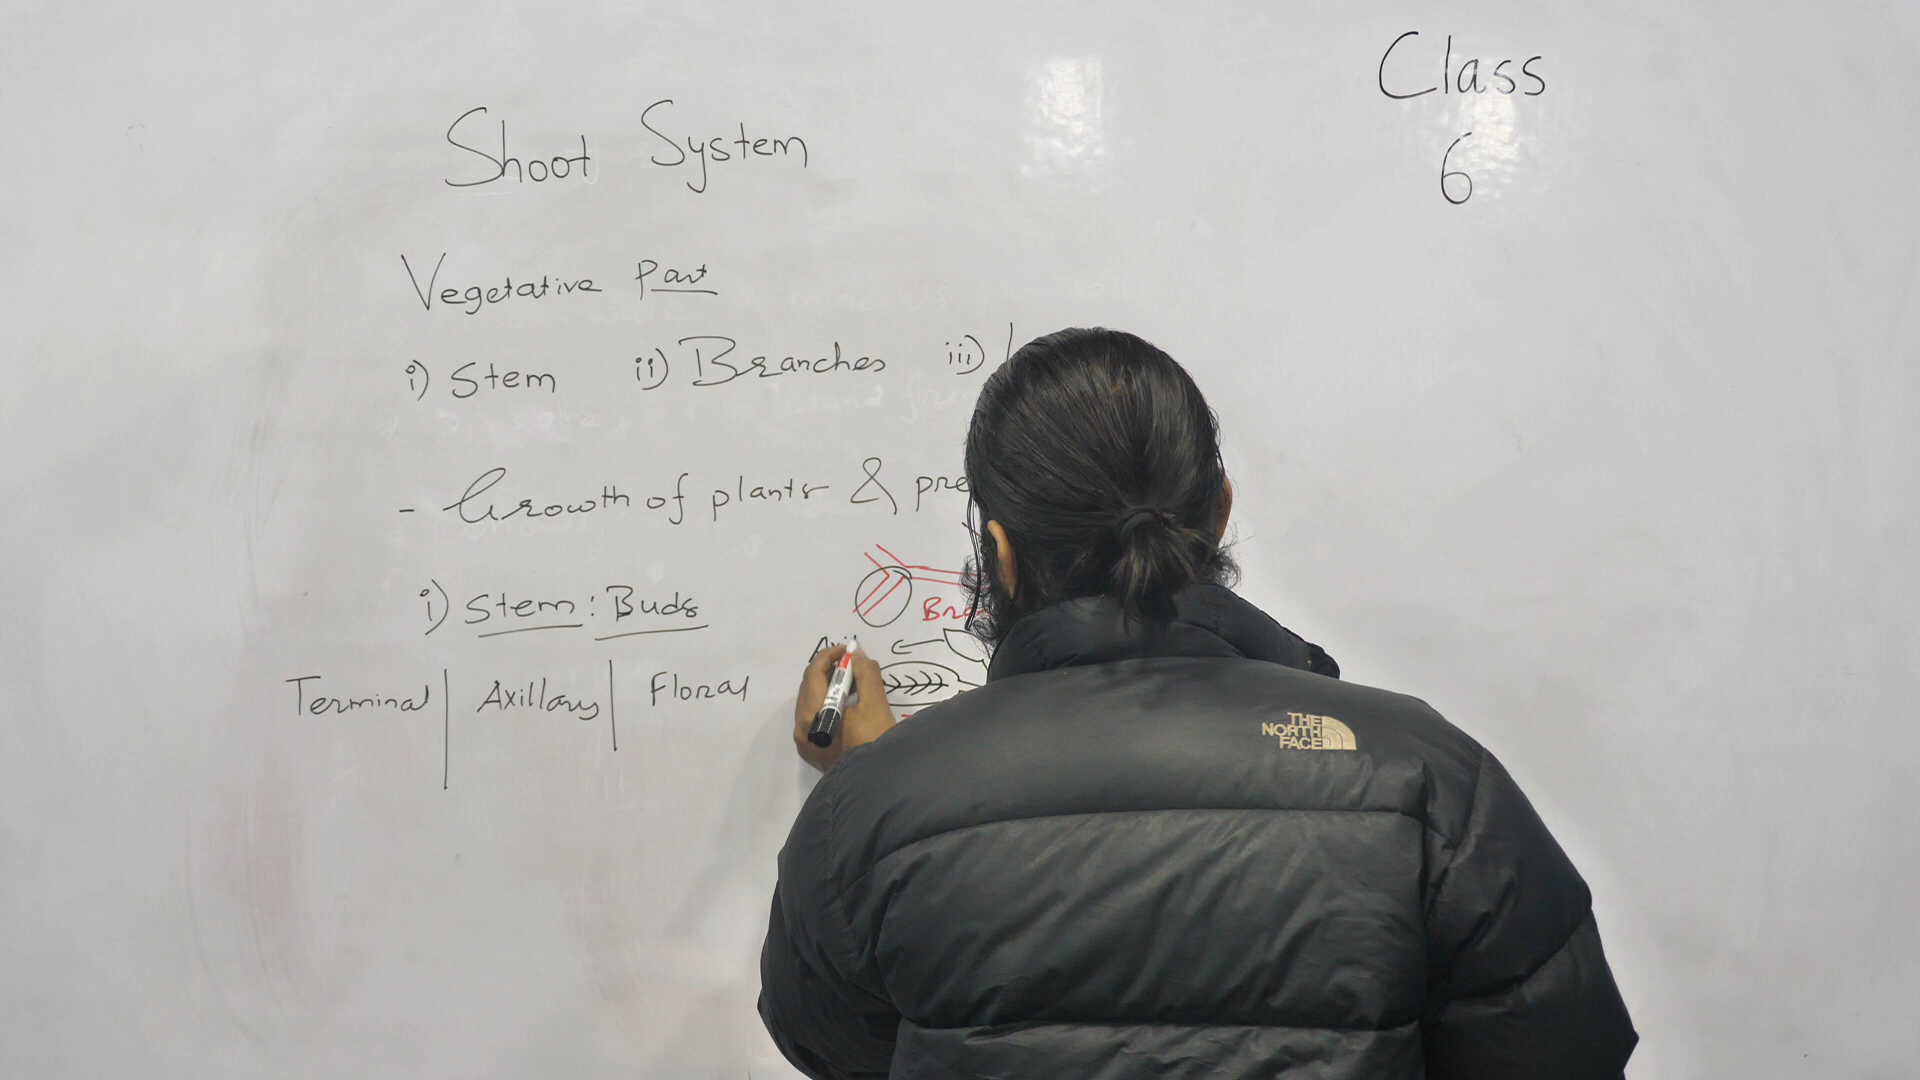 Class
6
Shoot System
Vegetative Part
i) Stem ii) Branches iii)
- Growth of plants &
i) Stem : Buds
Terminal | Axillary | Floral
THE
NORTH
FACE